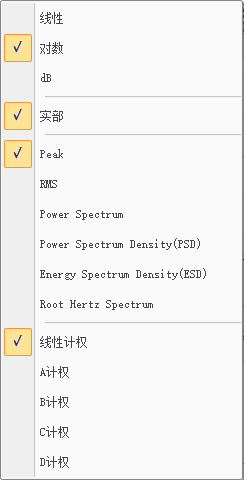 线性
对数
dB
实部
Peak
RMS
Power Spectrum
Power Spectrum Density(PSD)
Energy Spectrum Density(ESD)
Root Hertz Spectrum
线性计权
A计权
B计权
C计权
D计权